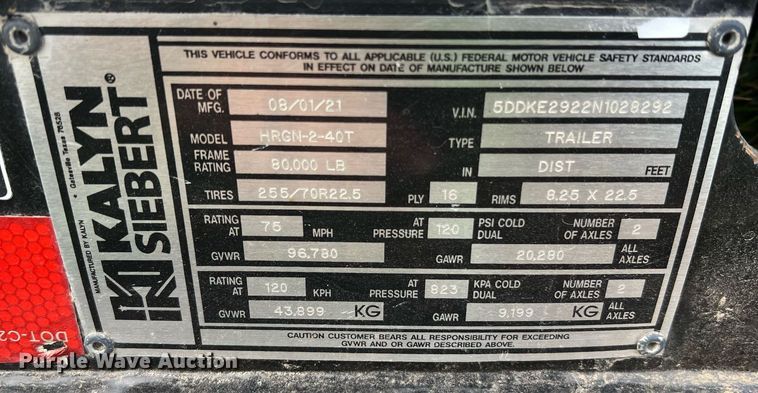 THIS VEHICLE CONFORMS TO ALL APPLICABLE (U.S.) FEDERAL MOTOR VEHICLE SAFETY STANDARDS
IN EFFECT ON DATE OF MANUFACTURE SHOWN BELOW
MANUFACTURED BY KALYN Gatesville Texas 76528
KALYN
SIEBERT®
DATE OF MFG. 08/01/21 V.I.N. 5DDKE2922N1028292
MODEL HRGN-2-40T TYPE TRAILER
FRAME RATING 80,000 LB IN DIST FEET
TIRES 255/70R22.5 PLY 16 RIMS 8.25 X 22.5
RATING AT 75 MPH AT PRESSURE 120 PSI COLD DUAL NUMBER OF AXLES 2
GVWR 96,780 GAWR 20,280 ALL AXLES
RATING AT 120 KPH AT PRESSURE 823 KPA COLD DUAL NUMBER OF AXLES 2
GVWR 43,899 KG GAWR 9,199 KG ALL AXLES
CAUTION CUSTOMER BEARS ALL RESPONSIBILITY FOR EXCEEDING
GVWR AND OR GAWR DESCRIBED ABOVE.
DOT-C2
Purple Wave Auction